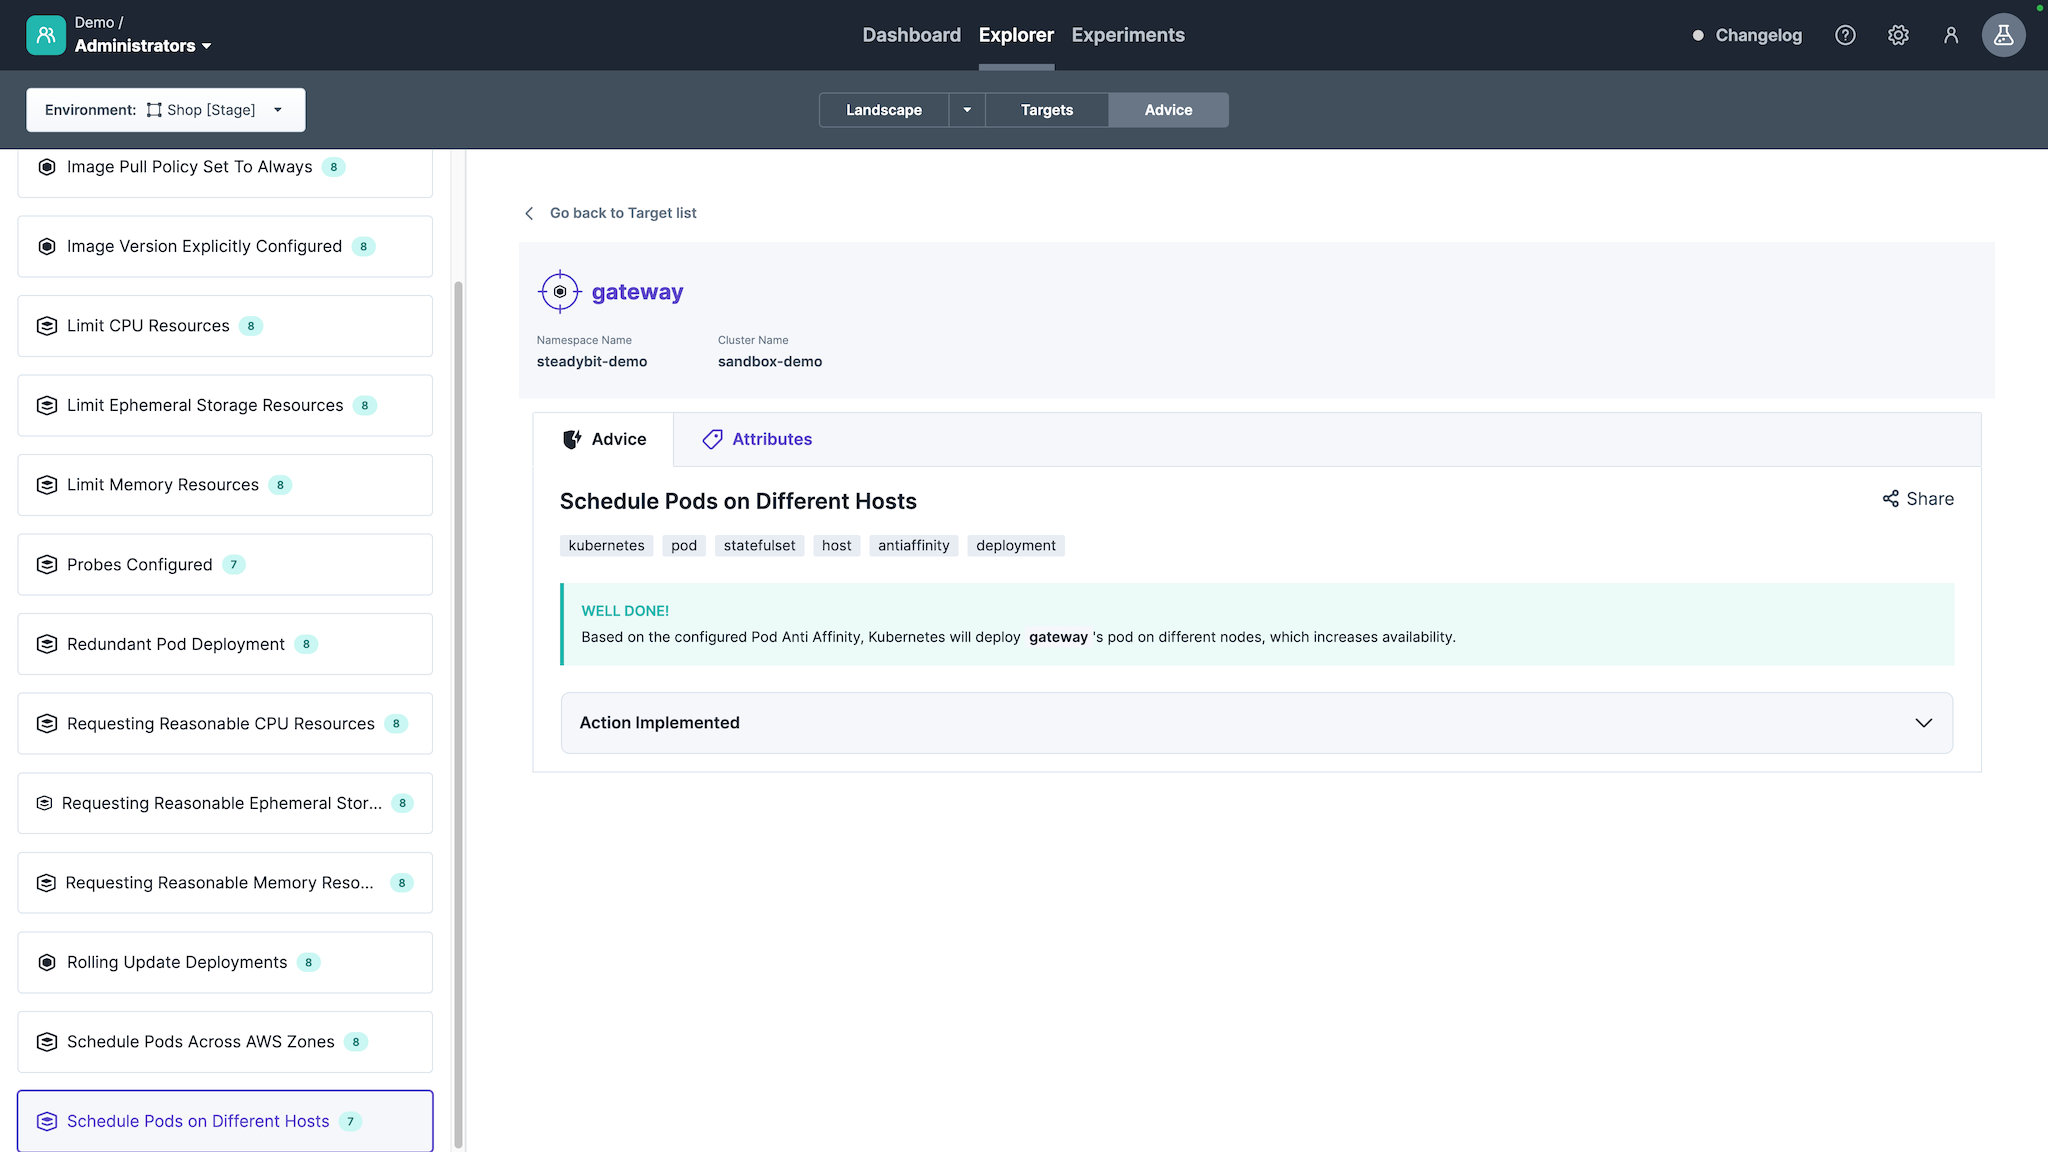 Demo /
Administrators
Dashboard Explorer Experiments
Changelog
Environment: Shop [Stage]
Landscape Targets Advice
Image Pull Policy Set To Always 8
Image Version Explicitly Configured 8
Limit CPU Resources 8
Limit Ephemeral Storage Resources 8
Limit Memory Resources 8
Probes Configured 7
Redundant Pod Deployment 8
Requesting Reasonable CPU Resources 8
Requesting Reasonable Ephemeral Stor... 8
Requesting Reasonable Memory Reso... 8
Rolling Update Deployments 8
Schedule Pods Across AWS Zones 8
Schedule Pods on Different Hosts 7
Go back to Target list
gateway
Namespace Name Cluster Name
steadybit-demo sandbox-demo
Advice Attributes
Schedule Pods on Different Hosts
Share
kubernetes pod statefulset host antiaffinity deployment
WELL DONE!
Based on the configured Pod Anti Affinity, Kubernetes will deploy gateway 's pod on different nodes, which increases availability.
Action Implemented